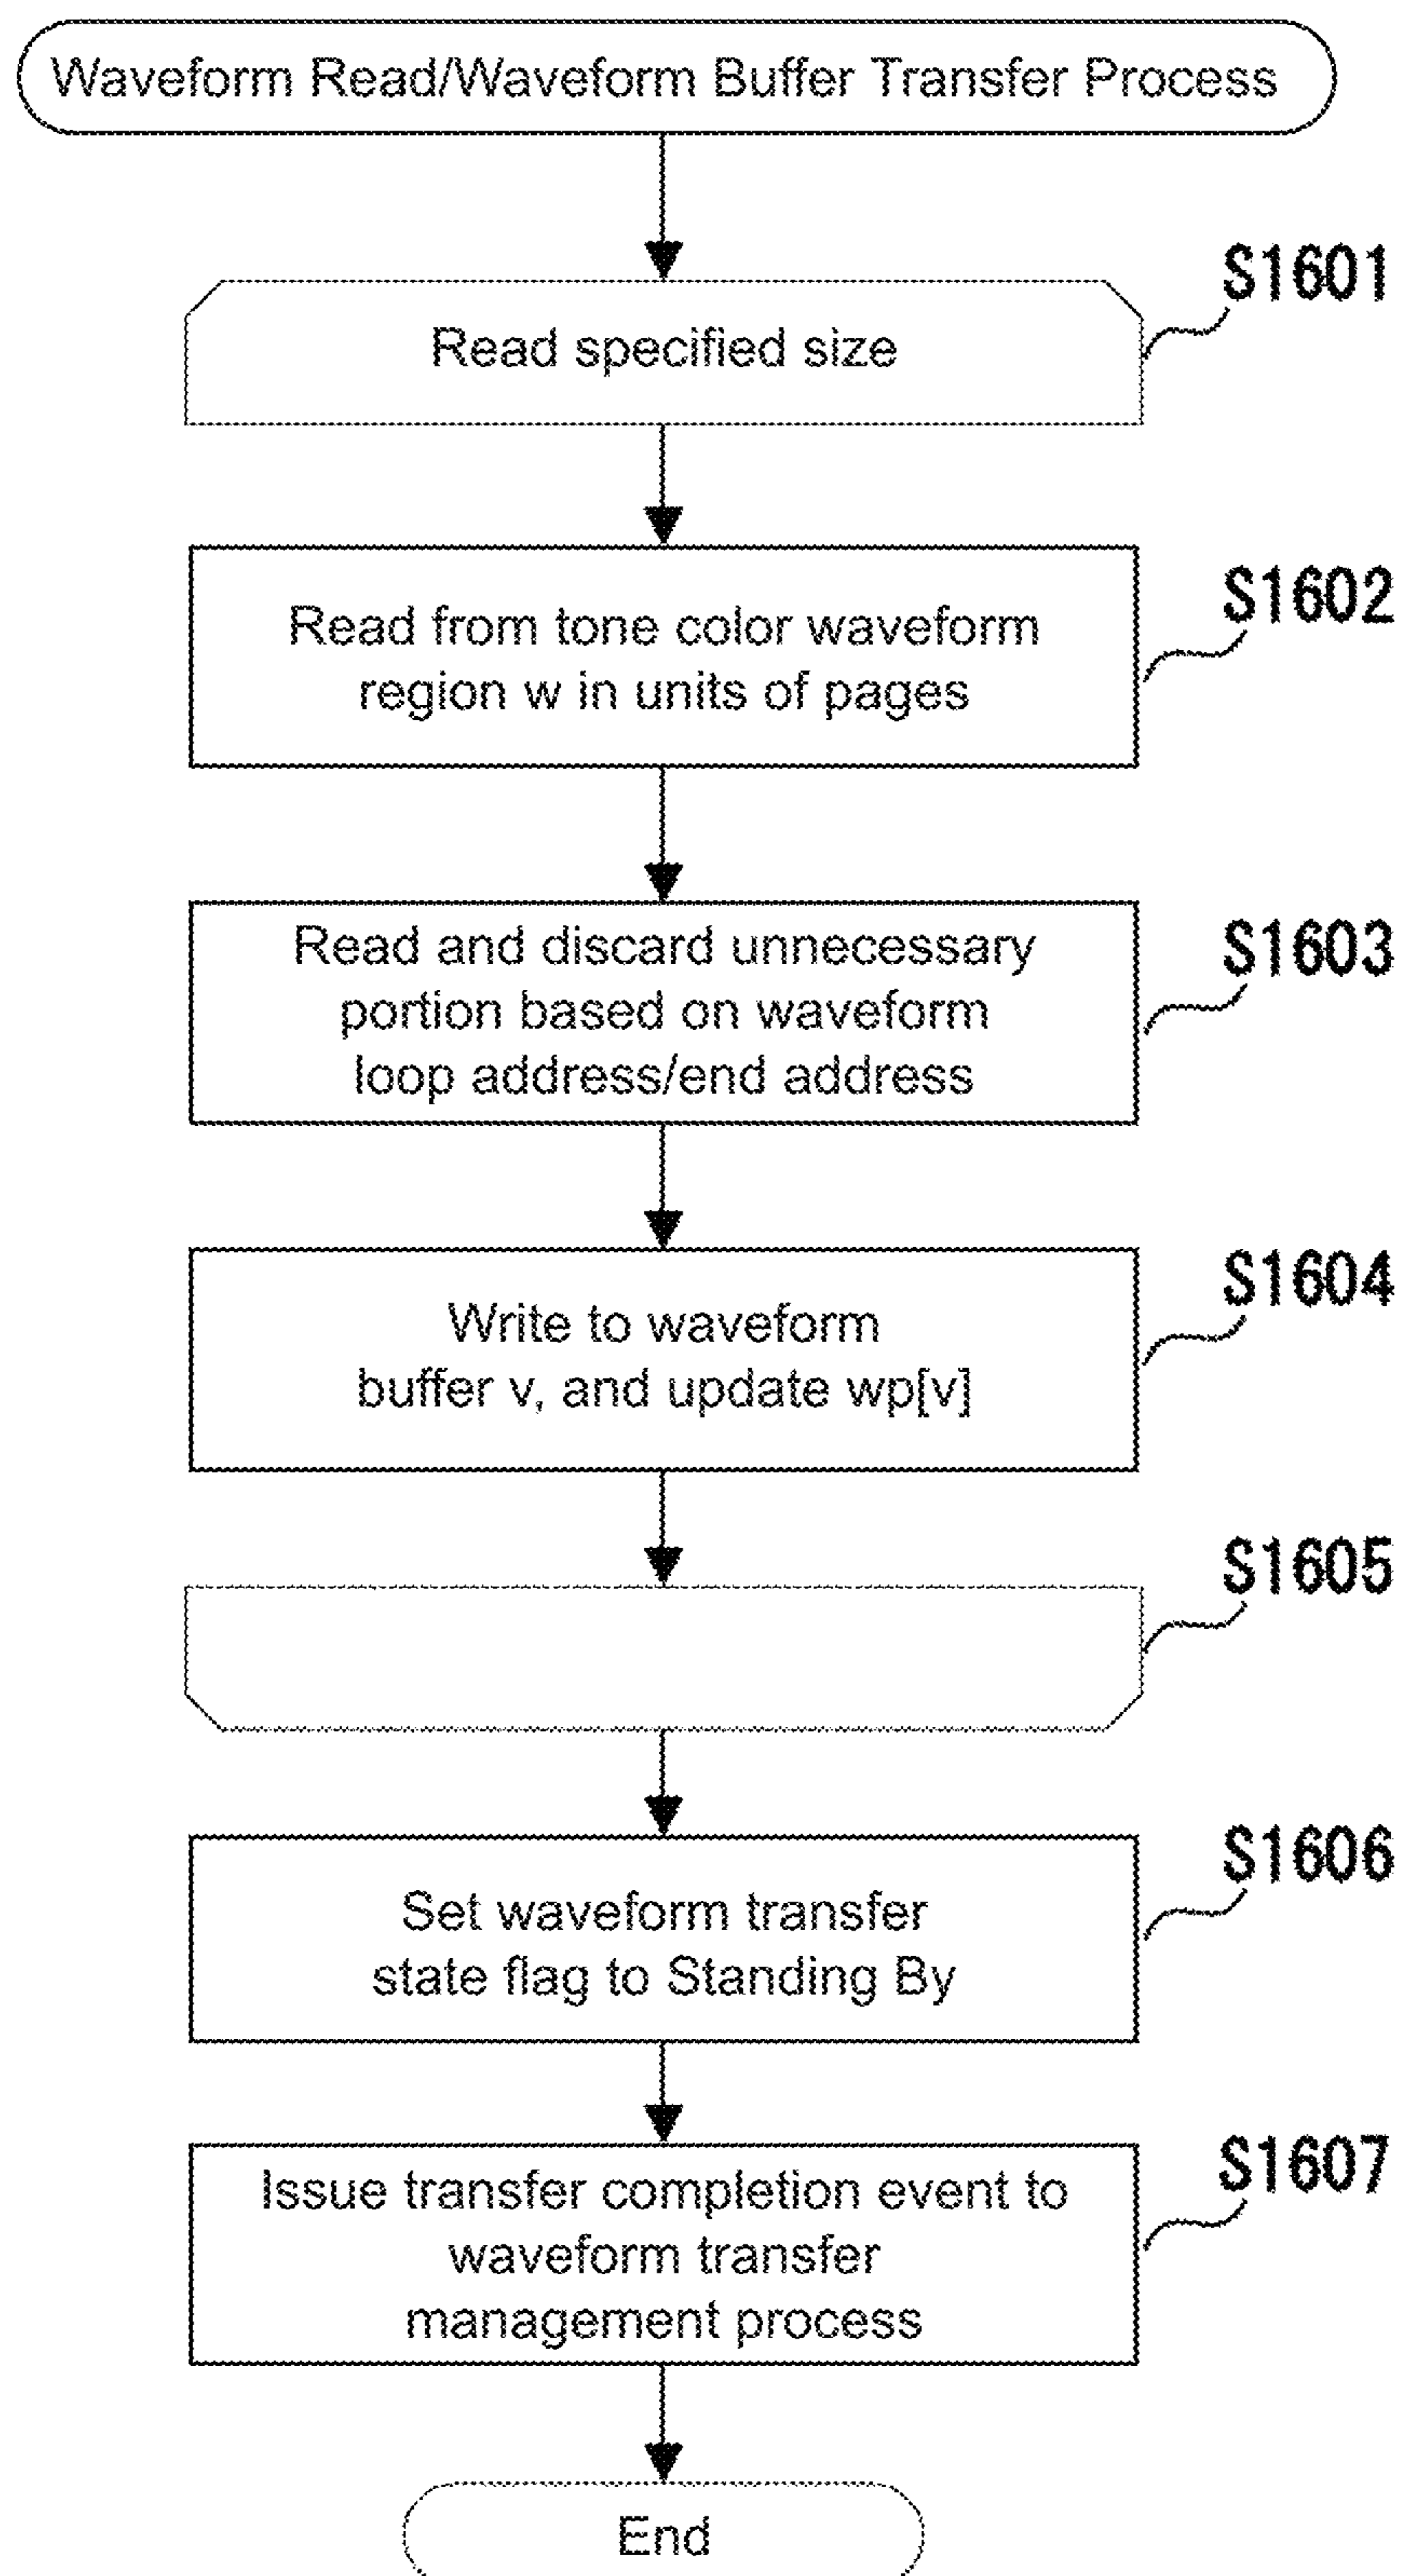 Waveform Read/Waveform Buffer Transfer Process
S1601
Read specified size
S1602
Read from tone color waveform
region w in units of pages
S1603
Read and discard unnecessary
portion based on waveform
loop address/end address
S1604
Write to waveform
buffer v, and update wp[v]
S1605
S1606
Set waveform transfer
state flag to Standing By
S1607
Issue transfer completion event to
waveform transfer
management process
End